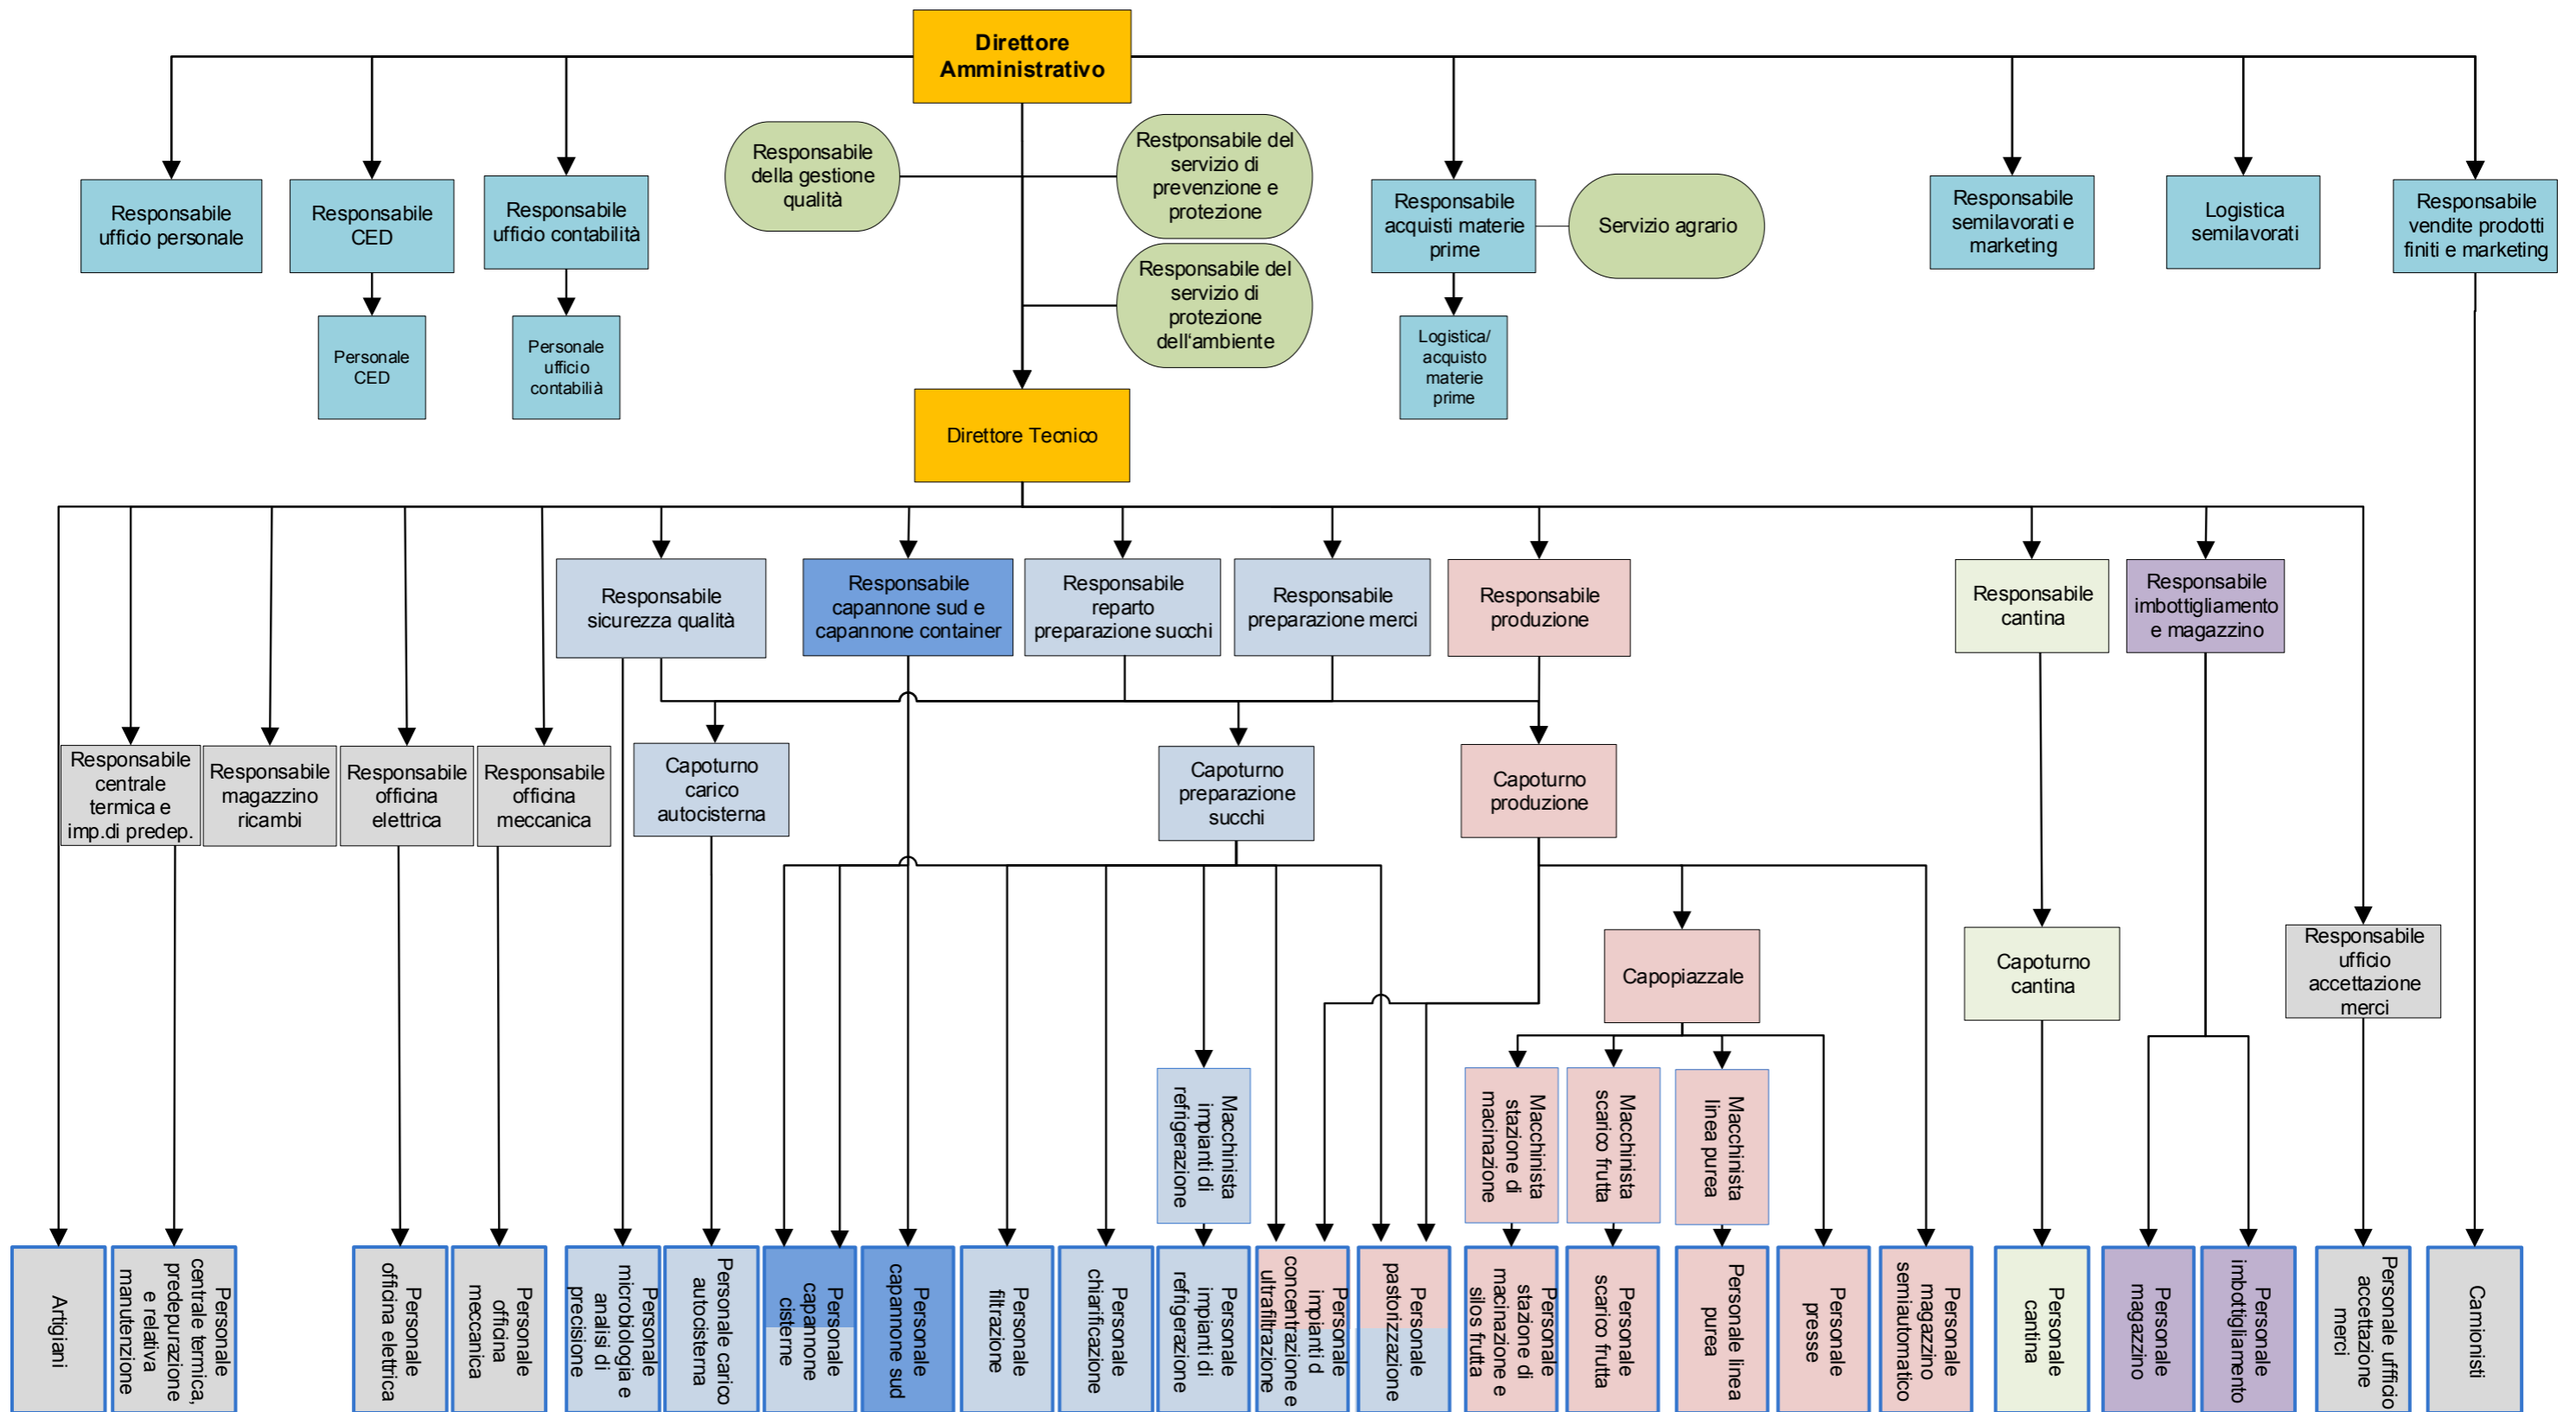 Direttore
Amministrativo
Responsabile
della gestione
qualità
Restponsabile del
servizio di
prevenzione e
protezione
Responsabile
ufficio personale
Responsabile
CED
Responsabile
ufficio contabilità
Responsabile
acquisti materie
prime
Servizio agrario
Responsabile
semilavorati e
marketing
Logistica
semilavorati
Responsabile
vendite prodotti
finiti e marketing
Responsabile del
servizio di
protezione
dell'ambiente
Personale
CED
Personale
ufficio
contabilià
Logistica/
acquisto
materie
prime
Direttore Tecnico
Responsabile
sicurezza qualità
Responsabile
capannone sud e
capannone container
Responsabile
reparto
preparazione succhi
Responsabile
preparazione merci
Responsabile
produzione
Responsabile
cantina
Responsabile
imbottigliamento
e magazzino
Responsabile
centrale
termica e
imp.di predep.
Responsabile
magazzino
ricambi
Responsabile
officina
elettrica
Responsabile
officina
meccanica
Capoturno
carico
autocisterna
Capoturno
preparazione
succhi
Capoturno
produzione
Capopiazzale
Capoturno
cantina
Responsabile
ufficio
accettazione
merci
Macchinista
impianti di
refrigerazione
Macchinista
stazione di
macinazione
Macchinista
scarico frutta
Macchinista
linea purea
Artigiani
Personale
centrale termica,
predepurazione
e relativa
manutenzione
Personale
officina elettrica
Personale
officina
meccanica
Personale
microbiologia e
analisi di
precisione
Personale carico
autocisterna
Personale
capannone
cisterne
Personale
capannone sud
Personale
filtrazione
Personale
chiarificazione
Personale
impianti di
refrigerazione
Personale
impianti d
concentrazione e
ultrafiltrazione
Personale
pastorizzazione
Personale
stazione di
macinazione e
silos frutta
Personale
scarico frutta
Personale linea
purea
Personale
presse
Personale
magazzino
semiautomatico
Personale
cantina
Personale
magazzino
Personale
imbottigliamento
Personale ufficio
accettazione
merci
Camionisti